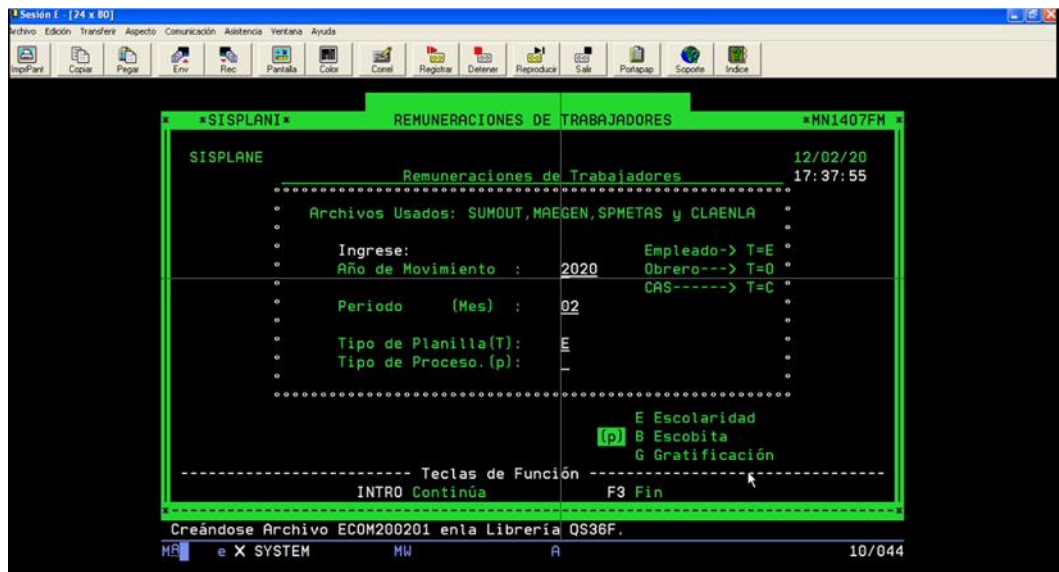 Sesión E - [24 x 80]
Archivo Edición Transferir Aspecto Comunicación Asistencia Ventana Ayuda
ImprPant Copiar Pegar Env Rec Pantalla Color Correl Registrar Detener Reproducir Salir Portapap Soporte Indice
*SISPLANI* REMUNERACIONES DE TRABAJADORES *MN1407FM *
SISPLANE 12/02/20
Remuneraciones de Trabajadores 17:37:55
Archivos Usados: SUMOUT,MAEGEN,SPMETAS y CLAENLA
Ingrese: Empleado-> T=E
Año de Movimiento : 2020 Obrero---> T=O
CAS------> T=C
Periodo (Mes) : 02
Tipo de Planilla(T): E
Tipo de Proceso.(p): _
E Escolaridad
(p) B Escobita
G Gratificación
------------------------- Teclas de Función -----------------------------
INTRO Continúa F3 Fin
Creándose Archivo ECOM200201 enla Librería QS36F.
MA e X SYSTEM MW A 10/044